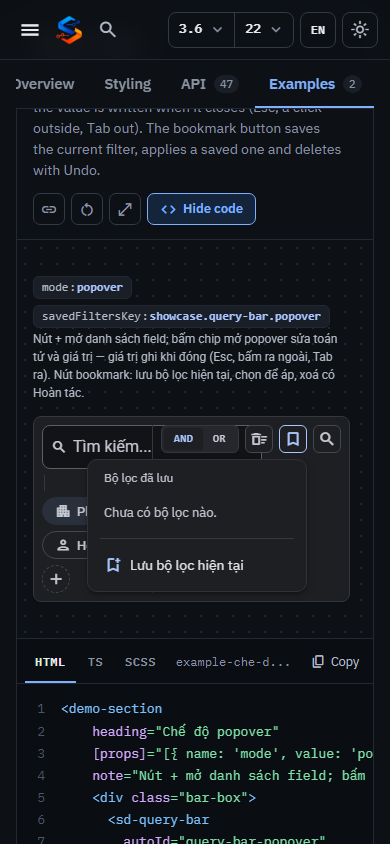 3.6 22 EN
Overview Styling API 47 Examples 2
the value is written when it closes (Esc, a click
outside, Tab out). The bookmark button saves
the current filter, applies a saved one and deletes
with Undo.
Hide code
mode:popover
savedFiltersKey:showcase.query-bar.popover
Nút + mở danh sách field; bấm chip mở popover sửa toán
tử và giá trị — giá trị ghi khi đóng (Esc, bấm ra ngoài, Tab
ra). Nút bookmark: lưu bộ lọc hiện tại, chọn để áp, xoá có
Hoàn tác.
Tìm kiếm... AND OR
Bộ lọc đã lưu
Chưa có bộ lọc nào.
Lưu bộ lọc hiện tại
HTML TS SCSS example-che-d... Copy
1 <demo-section
2 heading="Chế độ popover"
3 [props]="[{ name: 'mode', value: 'po
4 note="Nút + mở danh sách field; bấm
5 <div class="bar-box">
6 <sd-query-bar
7 autoId="query-bar-popover"